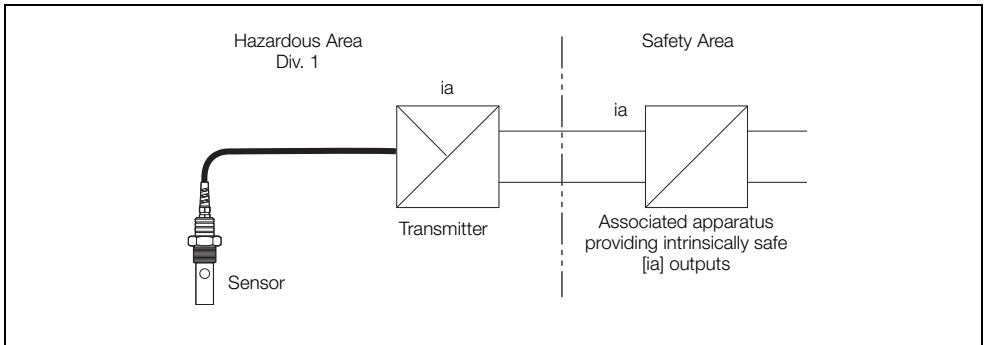 Hazardous Area
Div. 1
Safety Area
ia
ia
Transmitter
Associated apparatus
providing intrinsically safe
[ia] outputs
Sensor